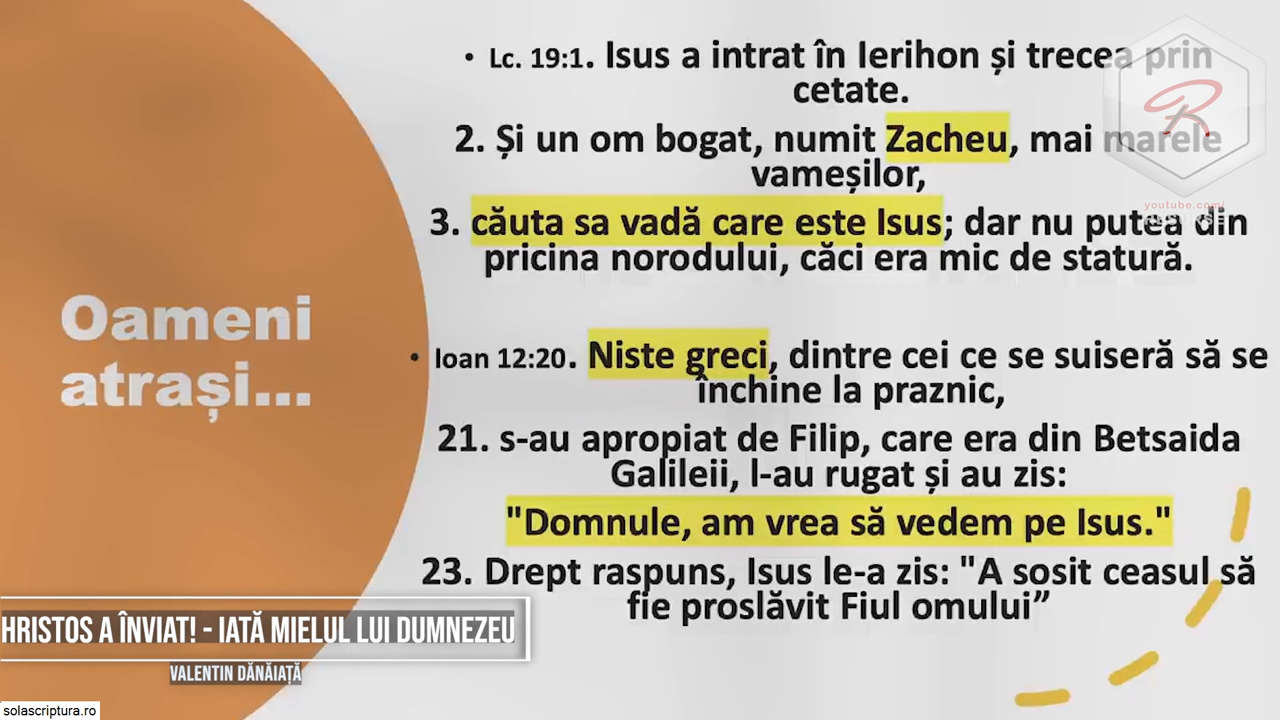 Oameni
atrași...
• Lc. 19:1. Isus a intrat în Ierihon și trecea prin
cetate.
2. Și un om bogat, numit Zacheu, mai marele
vameșilor,
3. căuta sa vadă care este Isus; dar nu putea din
pricina norodului, căci era mic de statură.
• Ioan 12:20. Niste greci, dintre cei ce se suiseră să se
închine la praznic,
21. s-au apropiat de Filip, care era din Betsaida
Galileii, l-au rugat și au zis:
"Domnule, am vrea să vedem pe Isus."
23. Drept raspuns, Isus le-a zis: "A sosit ceasul să
fie proslăvit Fiul omului”
R
youtube.com/
HRISTOS A ÎNVIAT! - IATĂ MIELUL LUI DUMNEZEU
VALENTIN DĂNĂIAȚĂ
solascriptura.ro